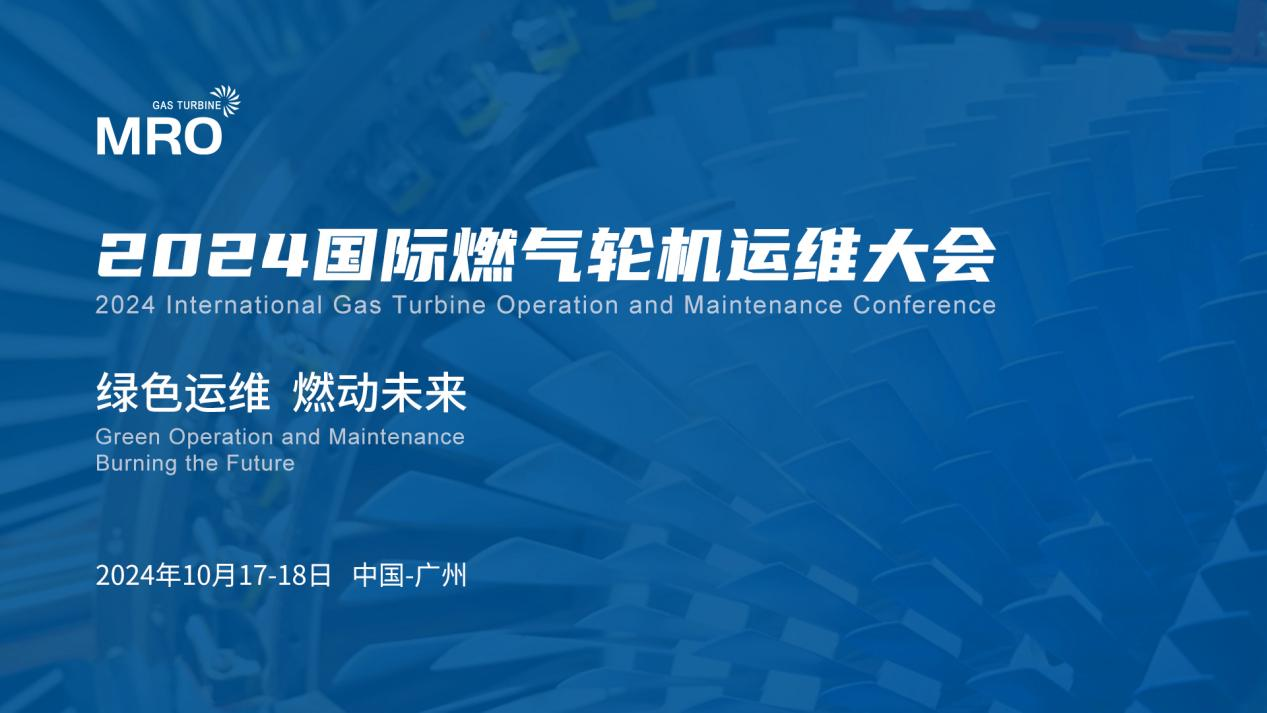 GAS TURBINE
MRO
2024国际燃气轮机运维大会
2024 International Gas Turbine Operation and Maintenance Conference
绿色运维 燃动未来
Green Operation and Maintenance
Burning the Future
2024年10月17-18日 中国-广州